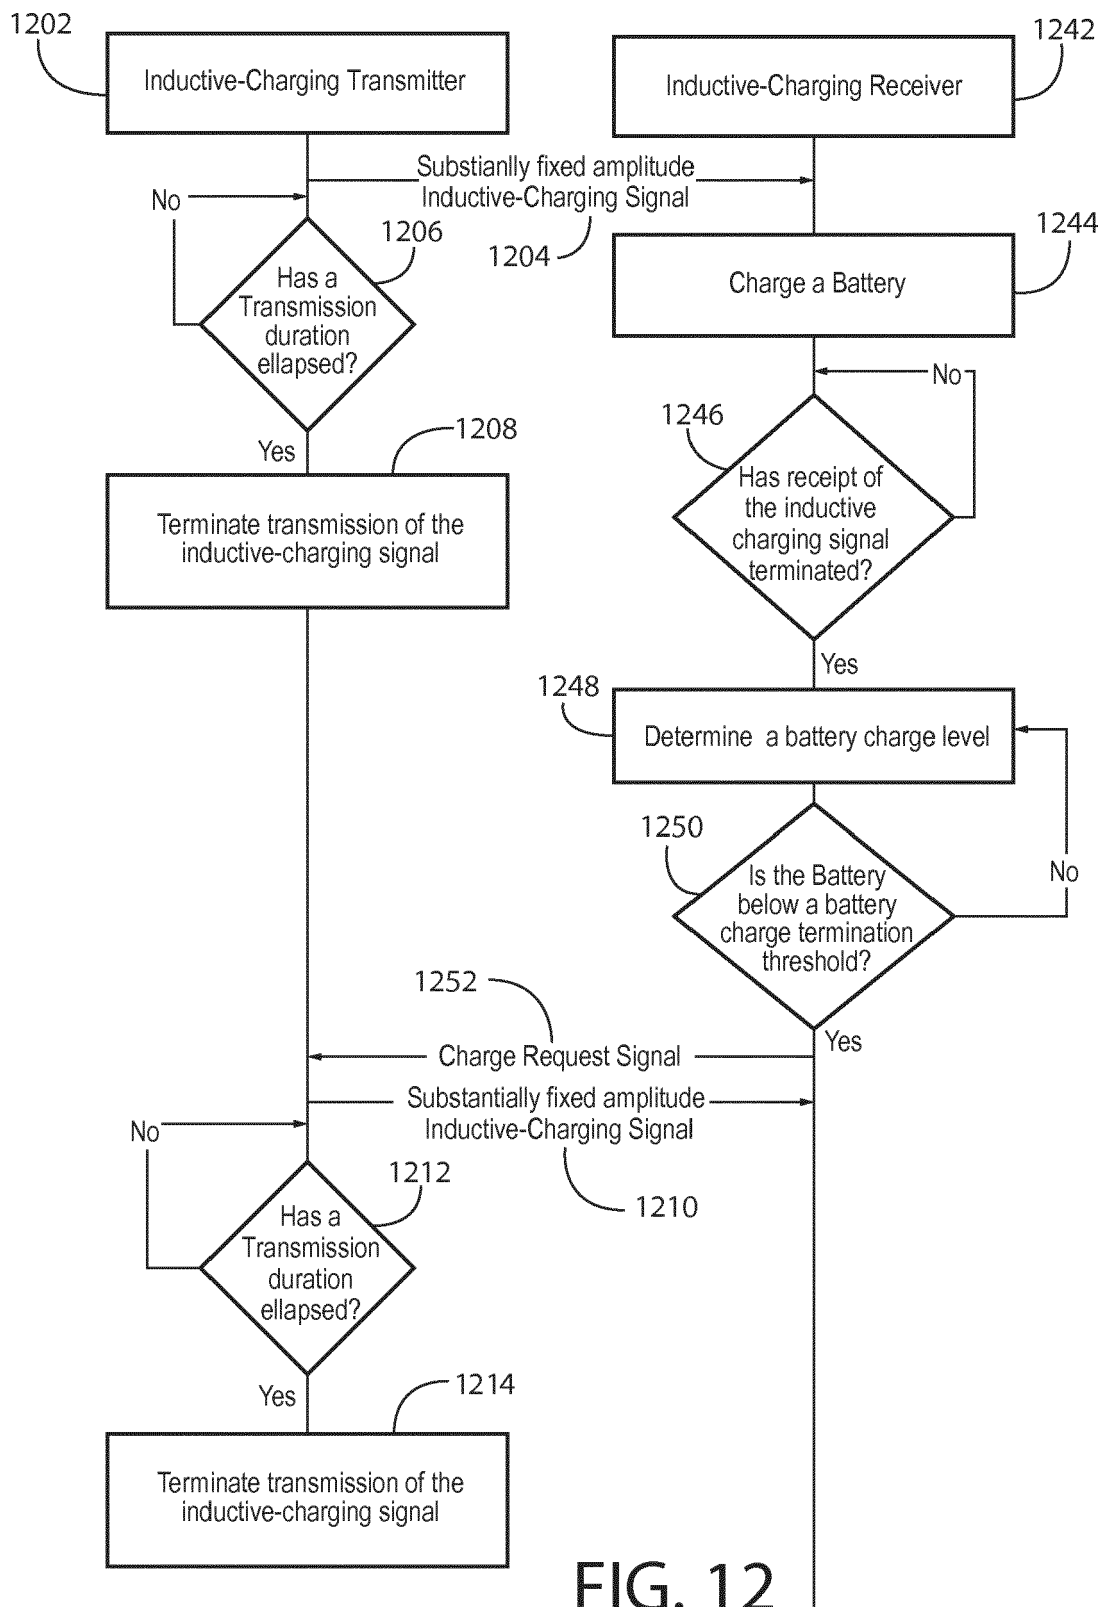 1202
Inductive-Charging Transmitter
1242
Inductive-Charging Receiver
Substianlly fixed amplitude
Inductive-Charging Signal
1204
No
1206
Has a
Transmission
duration
ellapsed?
1244
Charge a Battery
No
Yes
1208
Terminate transmission of the
inductive-charging signal
1246
Has receipt of
the inductive
charging signal
terminated?
Yes
1248
Determine a battery charge level
1250
Is the Battery
below a battery
charge termination
threshold?
No
Yes
1252
Charge Request Signal
Substantially fixed amplitude
Inductive-Charging Signal
1210
No
1212
Has a
Transmission
duration
ellapsed?
Yes
1214
Terminate transmission of the
inductive-charging signal
FIG. 12